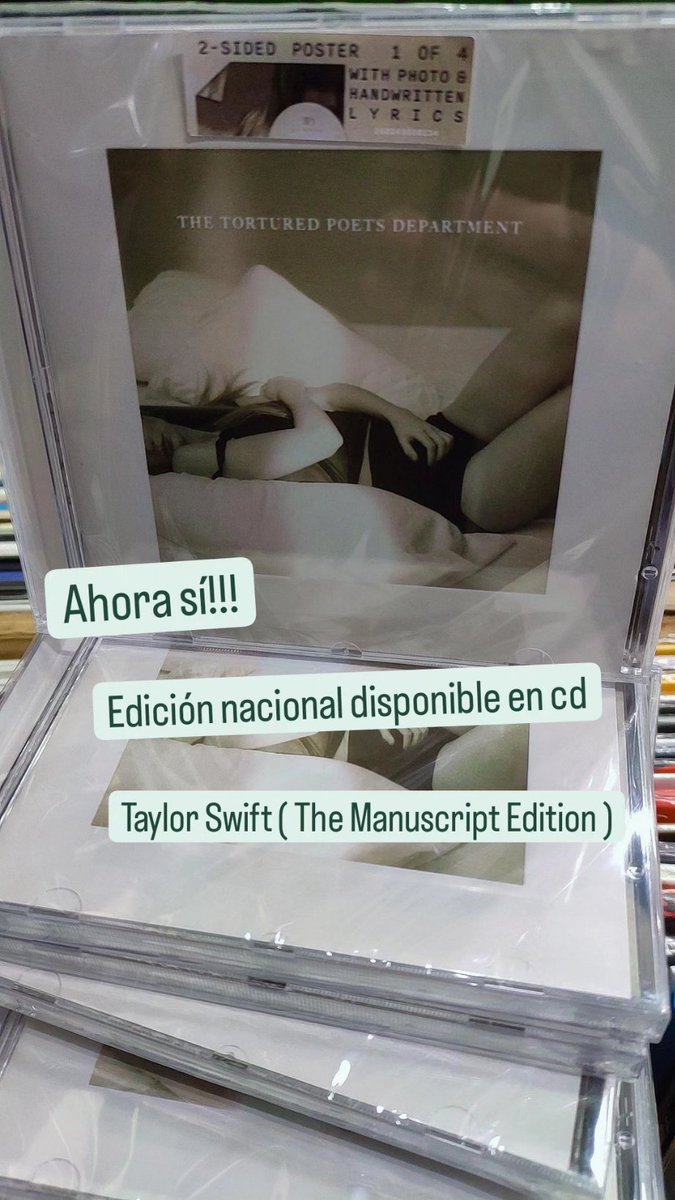 2-SIDED POSTER 1 OF 4
WITH PHOTO &
HANDWRITTEN
LYRICS
THE TORTURED POETS DEPARTMENT
Ahora sí!!!
Edición nacional disponible en cd
Taylor Swift ( The Manuscript Edition )